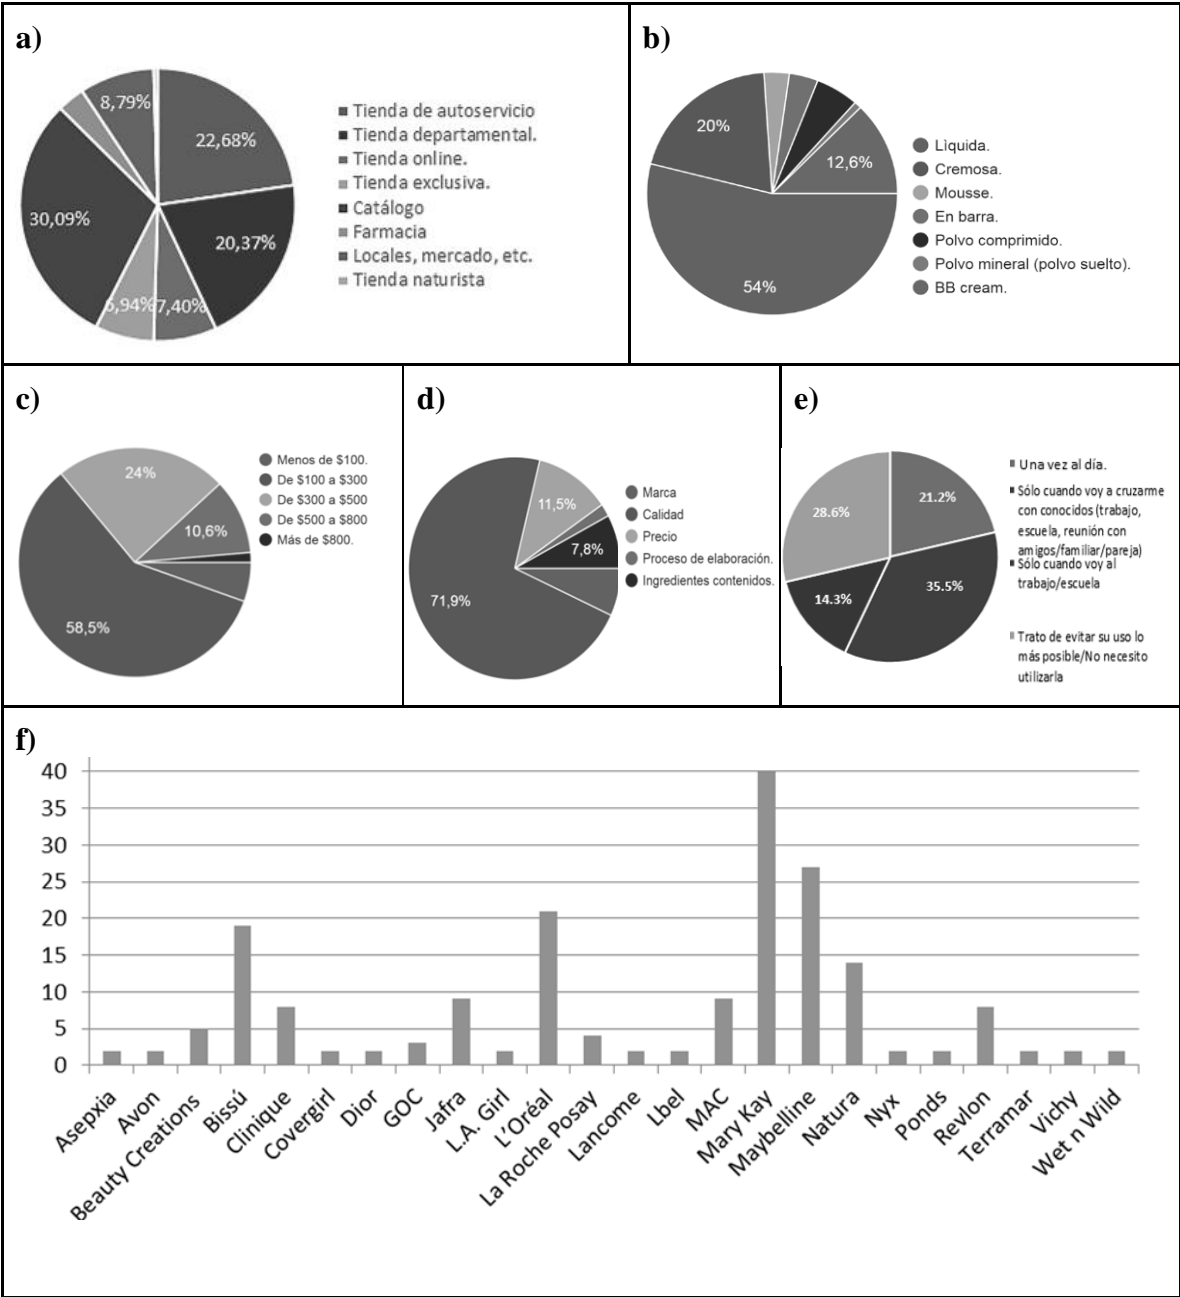 a)
8,79%
22,68%
30,09%
20,37%
6,94%
7,40%
Tienda de autoservicio
Tienda departamental.
Tienda online.
Tienda exclusiva.
Catálogo
Farmacia
Locales, mercado, etc.
Tienda naturista
b)
20%
12,6%
54%
Lìquida.
Cremosa.
Mousse.
En barra.
Polvo comprimido.
Polvo mineral (polvo suelto).
BB cream.
c)
24%
10,6%
58,5%
Menos de $100.
De $100 a $300
De $300 a $500
De $500 a $800
Más de $800.
d)
11,5%
7,8%
71,9%
Marca
Calidad
Precio
Proceso de elaboración.
Ingredientes contenidos.
e)
28.6%
21.2%
14.3%
35.5%
Una vez al día.
Sólo cuando voy a cruzarme
con conocidos (trabajo,
escuela, reunión con
amigos/familiar/pareja)
Sólo cuando voy al
trabajo/escuela
Trato de evitar su uso lo
más posible/No necesito
utilizarla
f)
40
35
30
25
20
15
10
5
0
Asepxia
Avon
Beauty Creations
Bissú
Clinique
Covergirl
Dior
GOC
Jafra
L.A. Girl
L'Oréal
La Roche Posay
Lancome
Lbel
MAC
Mary Kay
Maybelline
Natura
Nyx
Ponds
Revlon
Terramar
Vichy
Wet n Wild